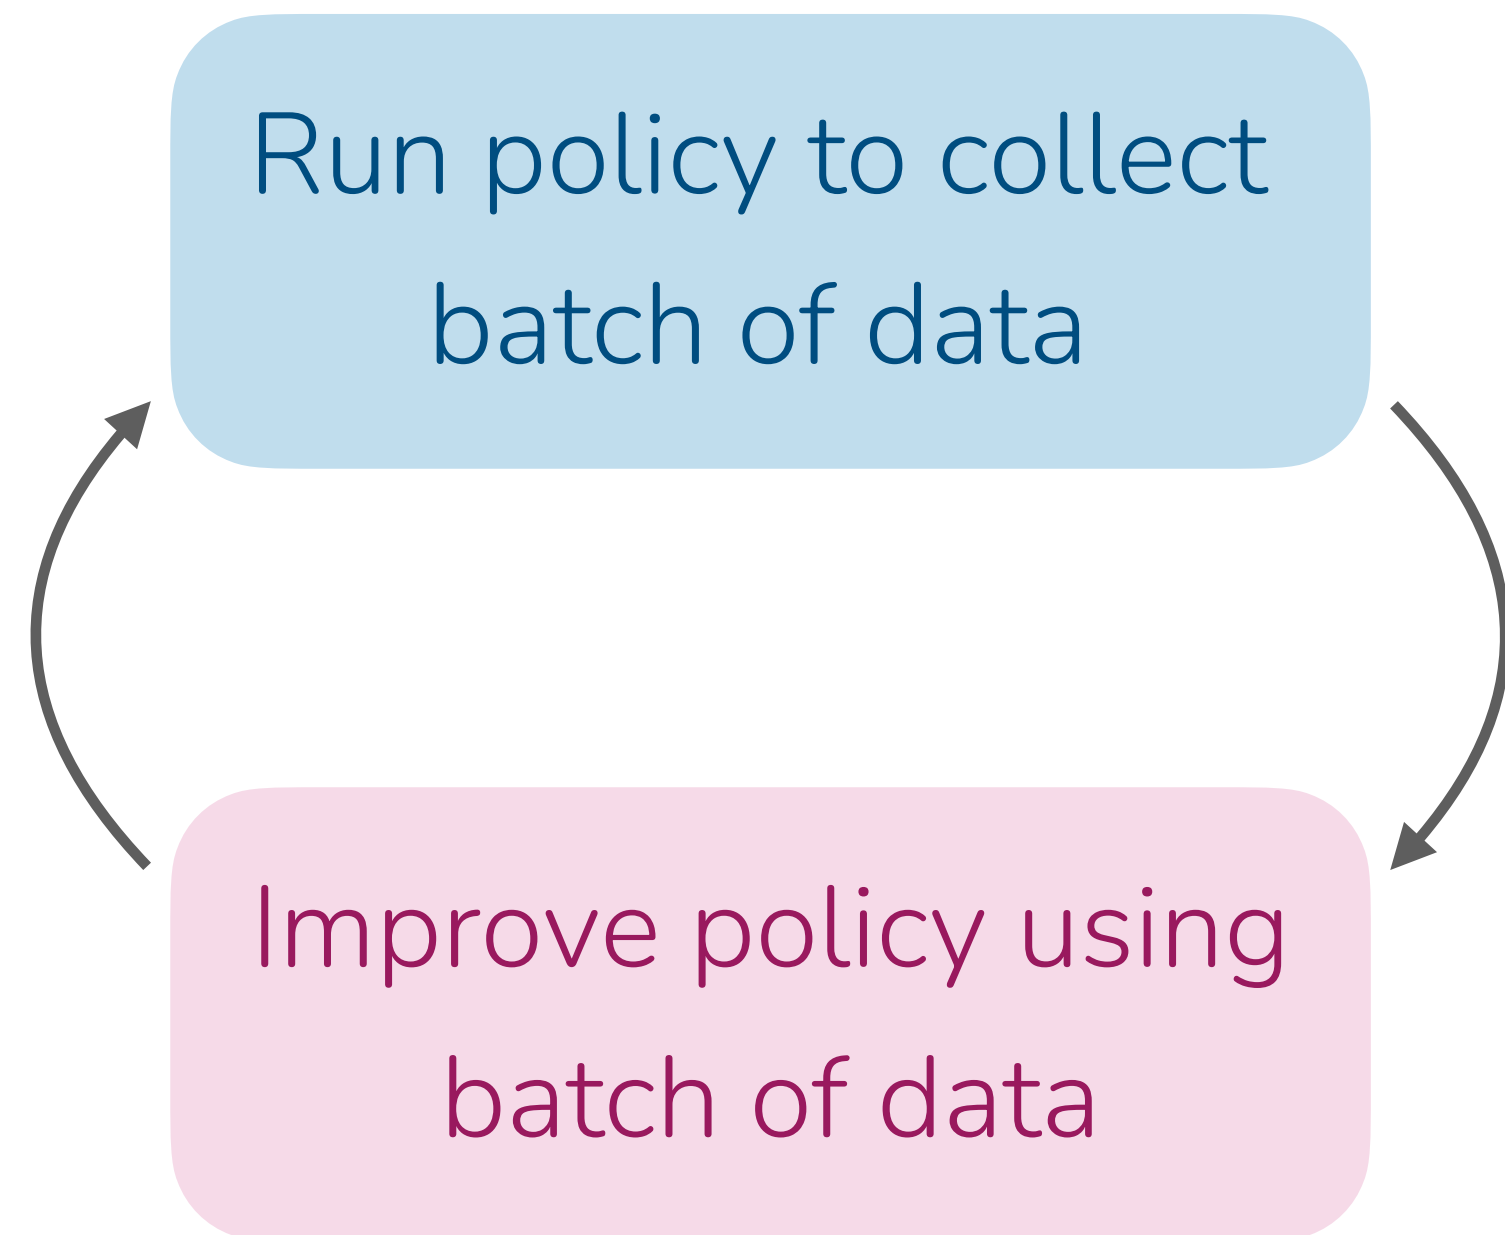 Run policy to collect
batch of data
Improve policy using
batch of data